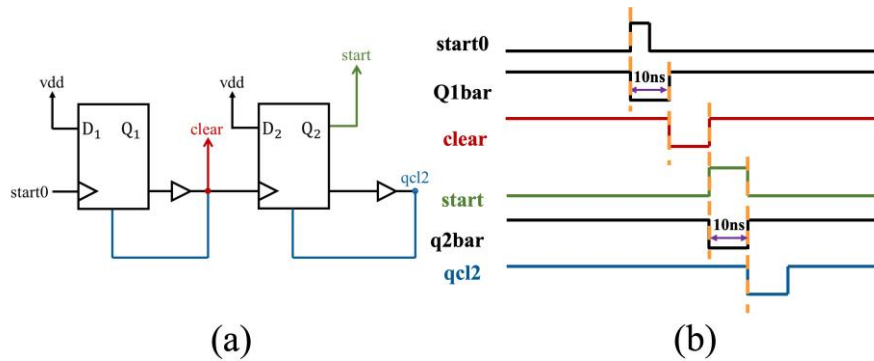 start
vdd
vdd
D₁ Q₁
clear
D₂ Q₂
start0
qcl2
(a)
start0
10ns
Q1bar
clear
start
10ns
q2bar
qcl2
(b)